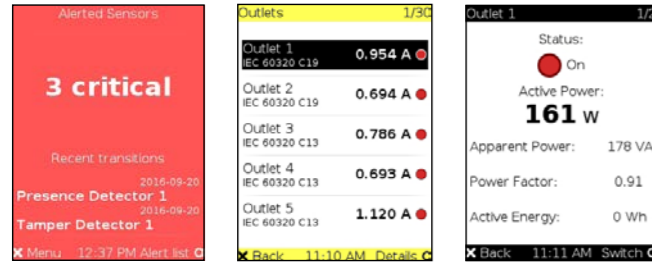 Alerted Sensors
3 critical
Recent transitions
2016-09-20
Presence Detector 1
2016-09-20
Tamper Detector 1
Menu 12:37 PM Alert list
Outlets 1/30
Outlet 1
IEC 60320 C19
0.954 A
Outlet 2
IEC 60320 C19
0.694 A
Outlet 3
IEC 60320 C13
0.786 A
Outlet 4
IEC 60320 C13
0.693 A
Outlet 5
IEC 60320 C13
1.120 A
Back 11:10 AM Details
Outlet 1
Status:
On
Active Power:
161 W
Apparent Power: 178 VA
Power Factor: 0.91
Active Energy: 0 Wh
Back 11:11 AM Switch